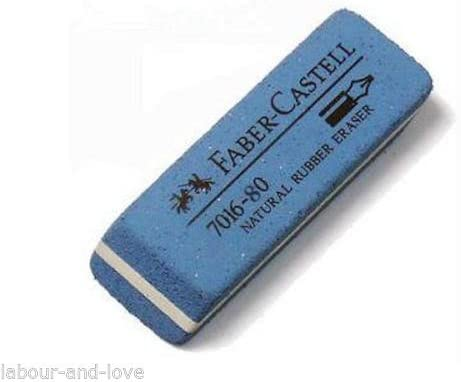 FABER-CASTELL
7016-80
NATURAL RUBBER ERASER
labour-and-love